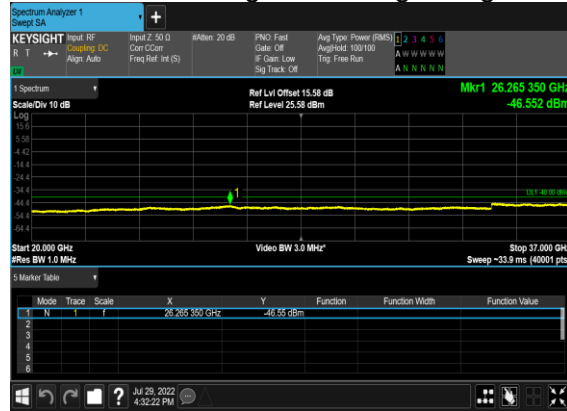 Spectrum Analyzer 1
Swept SA
+
KEYSIGHT Input: RF Input Z: 50 Ω #Atten: 20 dB PNO: Fast Avg Type: Power (RMS) 1 2 3 4 5 6
R T Coupling: DC Corr CCorr Gate: Off Avg|Hold: 100/100 A W W W W W
Align: Auto Freq Ref: Int (S) IF Gain: Low Trig: Free Run
Sig Track: Off A N N N N N
1 Spectrum Ref Lvl Offset 15.58 dB Mkr1 26.265 350 GHz
Scale/Div 10 dB Ref Level 25.58 dBm -46.552 dBm
Log
15.6
5.58
-4.42
-14.4
-24.4
-34.4 1 DL1 -40.00 dBm
-44.4
-54.4
-64.4
Start 20.000 GHz Video BW 3.0 MHz* Stop 37.000 GHz
#Res BW 1.0 MHz Sweep ~33.9 ms (40001 pts)
5 Marker Table
Mode Trace Scale X Y Function Function Width Function Value
1 N 1 f 26.265 350 GHz -46.55 dBm
2
3
4
5
6
? Jul 29, 2022
4:32:22 PM